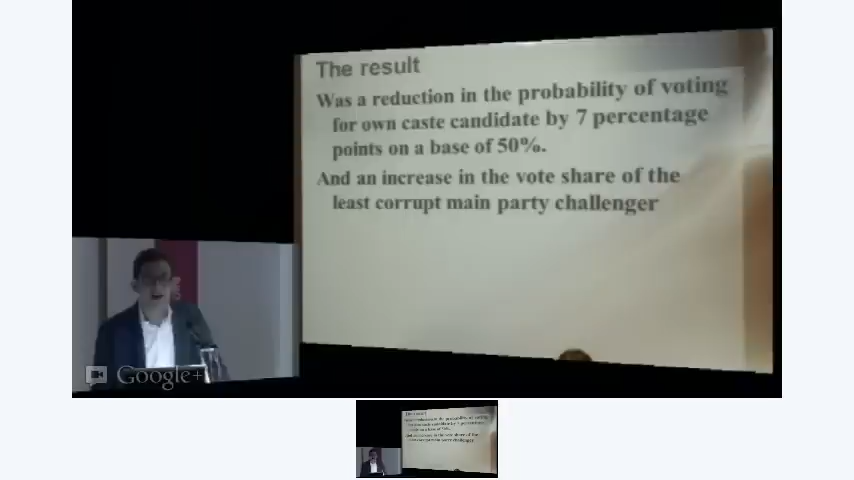 The result
Was a reduction in the probability of voting
for own caste candidate by 7 percentage
points on a base of 50%.
And an increase in the vote share of the
least corrupt main party challenger
Google+